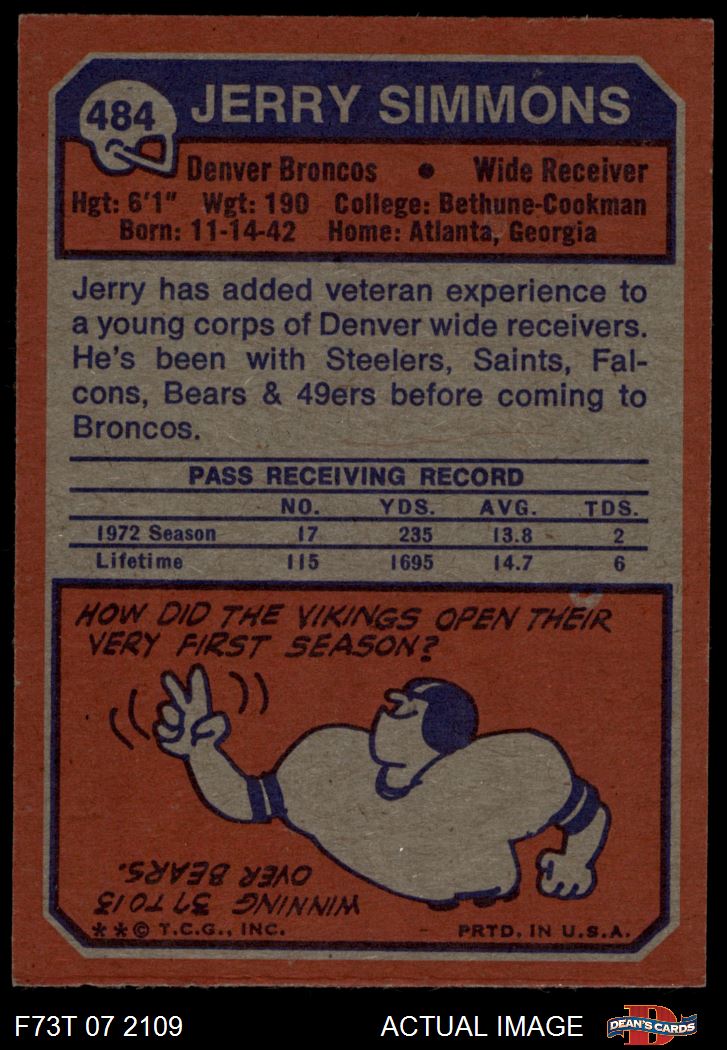 484 JERRY SIMMONS
Denver Broncos • Wide Receiver
Hgt: 6'1" Wgt: 190 College: Bethune-Cookman
Born: 11-14-42 Home: Atlanta, Georgia
Jerry has added veteran experience to
a young corps of Denver wide receivers.
He's been with Steelers, Saints, Fal-
cons, Bears & 49ers before coming to
Broncos.
PASS RECEIVING RECORD
NO. YDS. AVG. TDS.
1972 Season 17 235 13.8 2
Lifetime 115 1695 14.7 6
HOW DID THE VIKINGS OPEN THEIR
VERY FIRST SEASON?
WINNING 37 TO 13
OVER BEARS.
**© T.C.G., INC. PRTD. IN U.S.A.
F73T 07 2109 ACTUAL IMAGE D DEAN'S CARDS